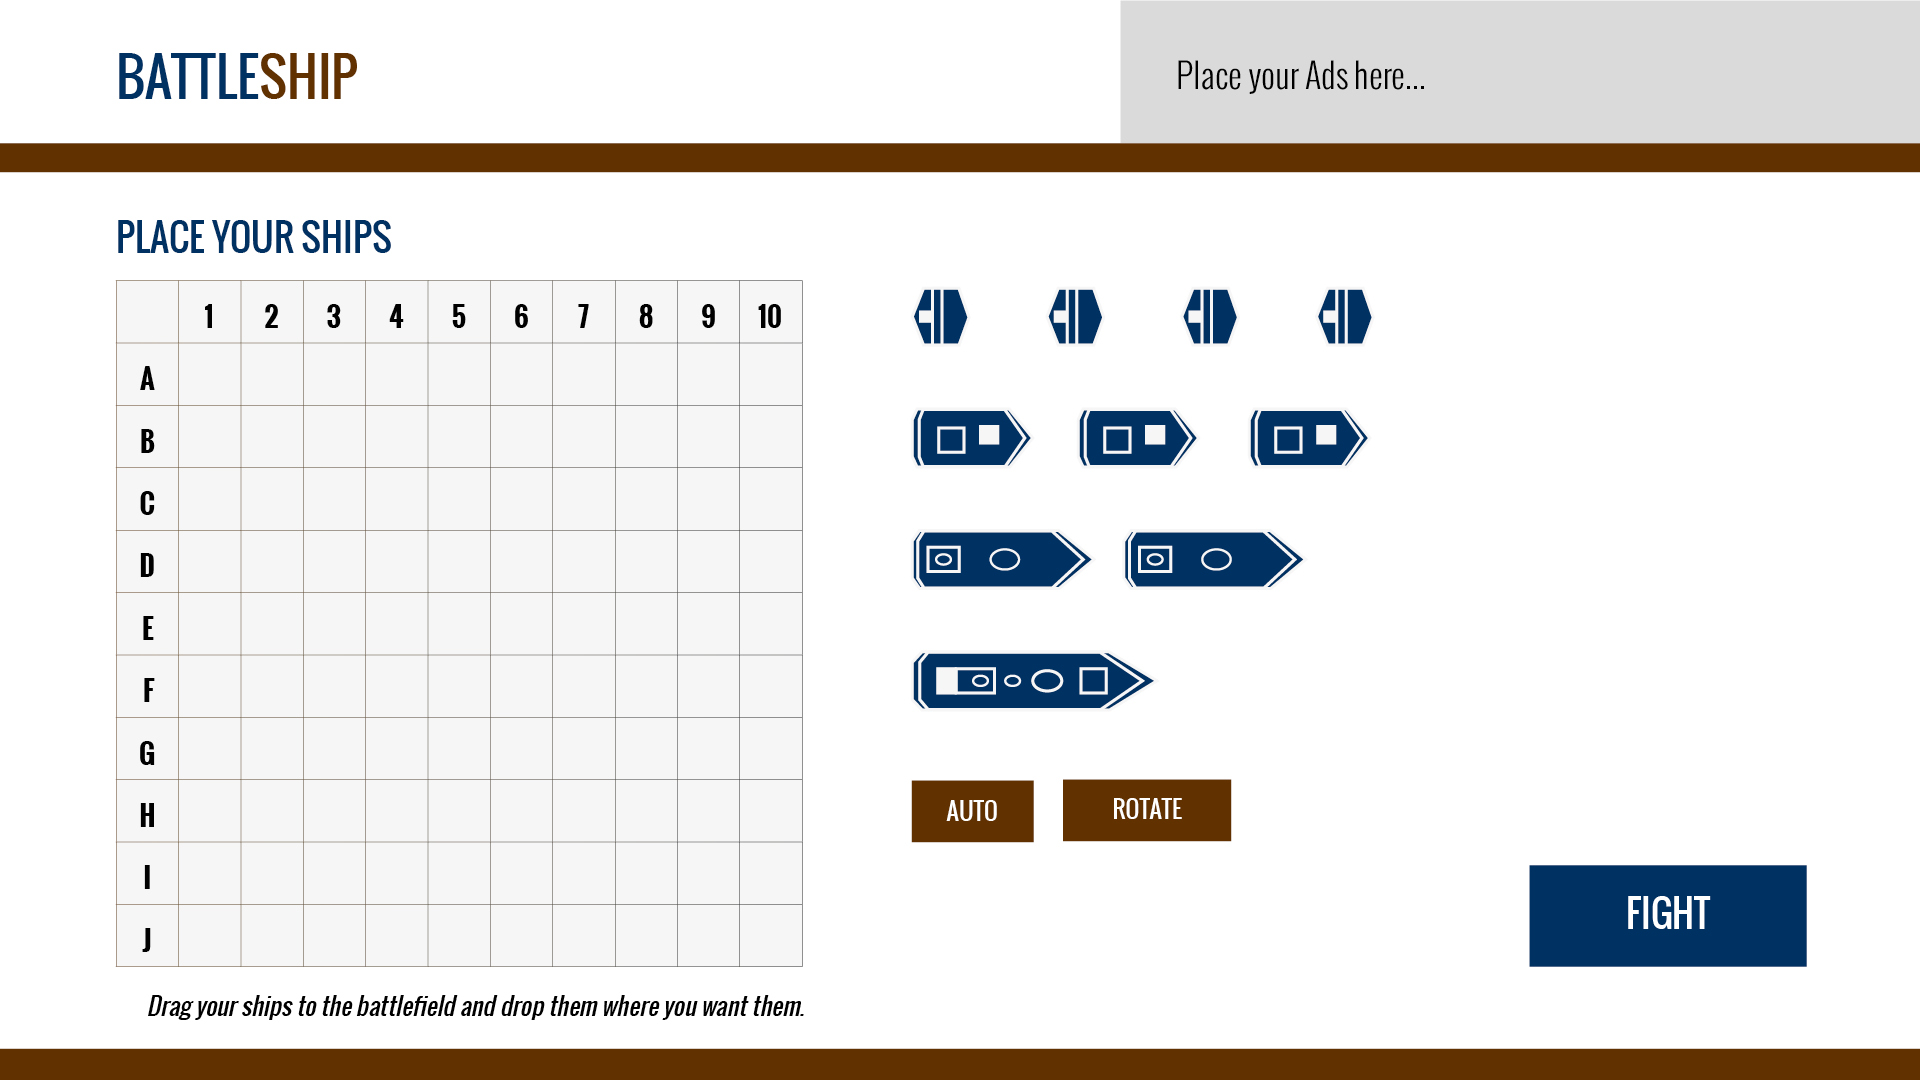 BATTLESHIP
Place your Ads here...
PLACE YOUR SHIPS
1 2 3 4 5 6 7 8 9 10
A
B
C
D
E
F
G
H
I
J
AUTO
ROTATE
FIGHT
Drag your ships to the battlefield and drop them where you want them.